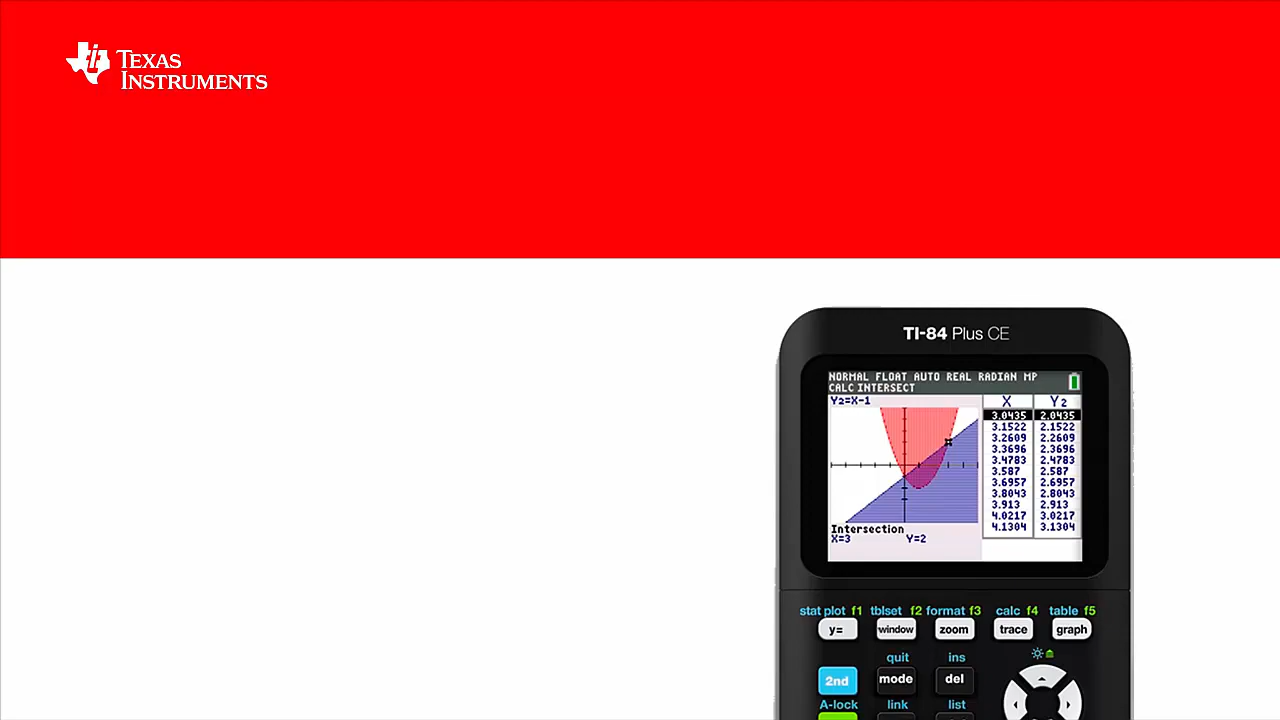 TEXAS
INSTRUMENTS
TI-84 Plus CE
NORMAL FLOAT AUTO REAL RADIAN MP
CALC INTERSECT
Y2=X-1
X Y2
3.0435 2.0435
3.1522 2.1522
3.2609 2.2609
3.3696 2.3696
3.4783 2.4783
3.587 2.587
3.6957 2.6957
3.8043 2.8043
3.913 2.913
4.0217 3.0217
4.1304 3.1304
Intersection
X=3 Y=2
stat plot f1 tblset f2 format f3 calc f4 table f5
y= window zoom trace graph
quit ins
2nd mode del
A-lock link list